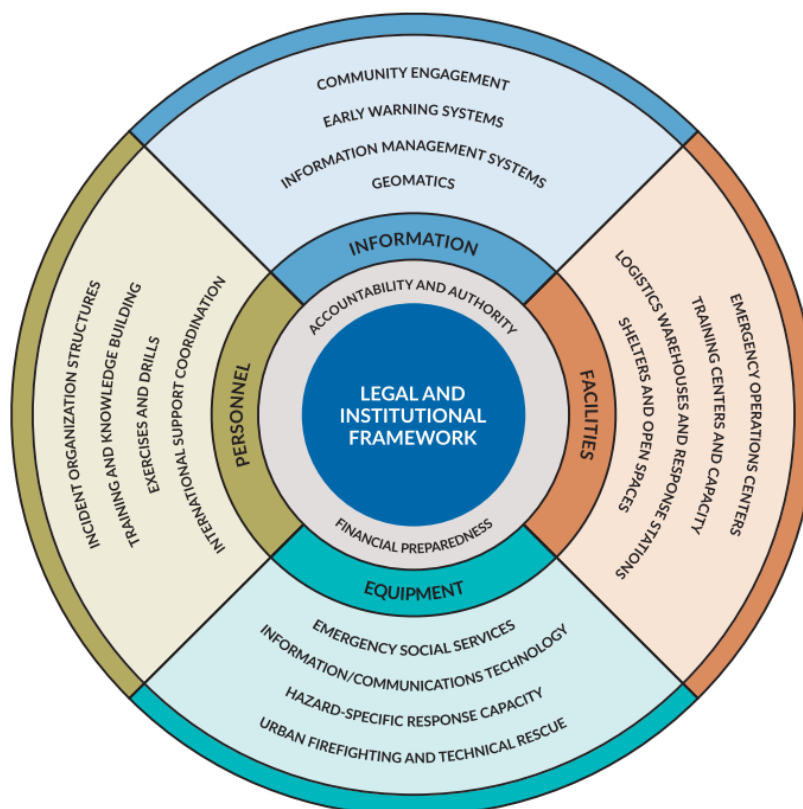 COMMUNITY ENGAGEMENT
EARLY WARNING SYSTEMS
INFORMATION MANAGEMENT SYSTEMS
GEOMATICS
INFORMATION
ACCOUNTABILITY AND AUTHORITY
LEGAL AND
INSTITUTIONAL
FRAMEWORK
FINANCIAL PREPAREDNESS
FACILITIES
EMERGENCY OPERATIONS CENTERS
TRAINING CENTERS AND CAPACITY
LOGISTICS WAREHOUSES AND RESPONSE STATIONS
SHELTERS AND OPEN SPACES
EQUIPMENT
EMERGENCY SOCIAL SERVICES
INFORMATION/COMMUNICATIONS TECHNOLOGY
HAZARD-SPECIFIC RESPONSE CAPACITY
URBAN FIREFIGHTING AND TECHNICAL RESCUE
PERSONNEL
INCIDENT ORGANIZATION STRUCTURES
TRAINING AND KNOWLEDGE BUILDING
EXERCISES AND DRILLS
INTERNATIONAL SUPPORT COORDINATION